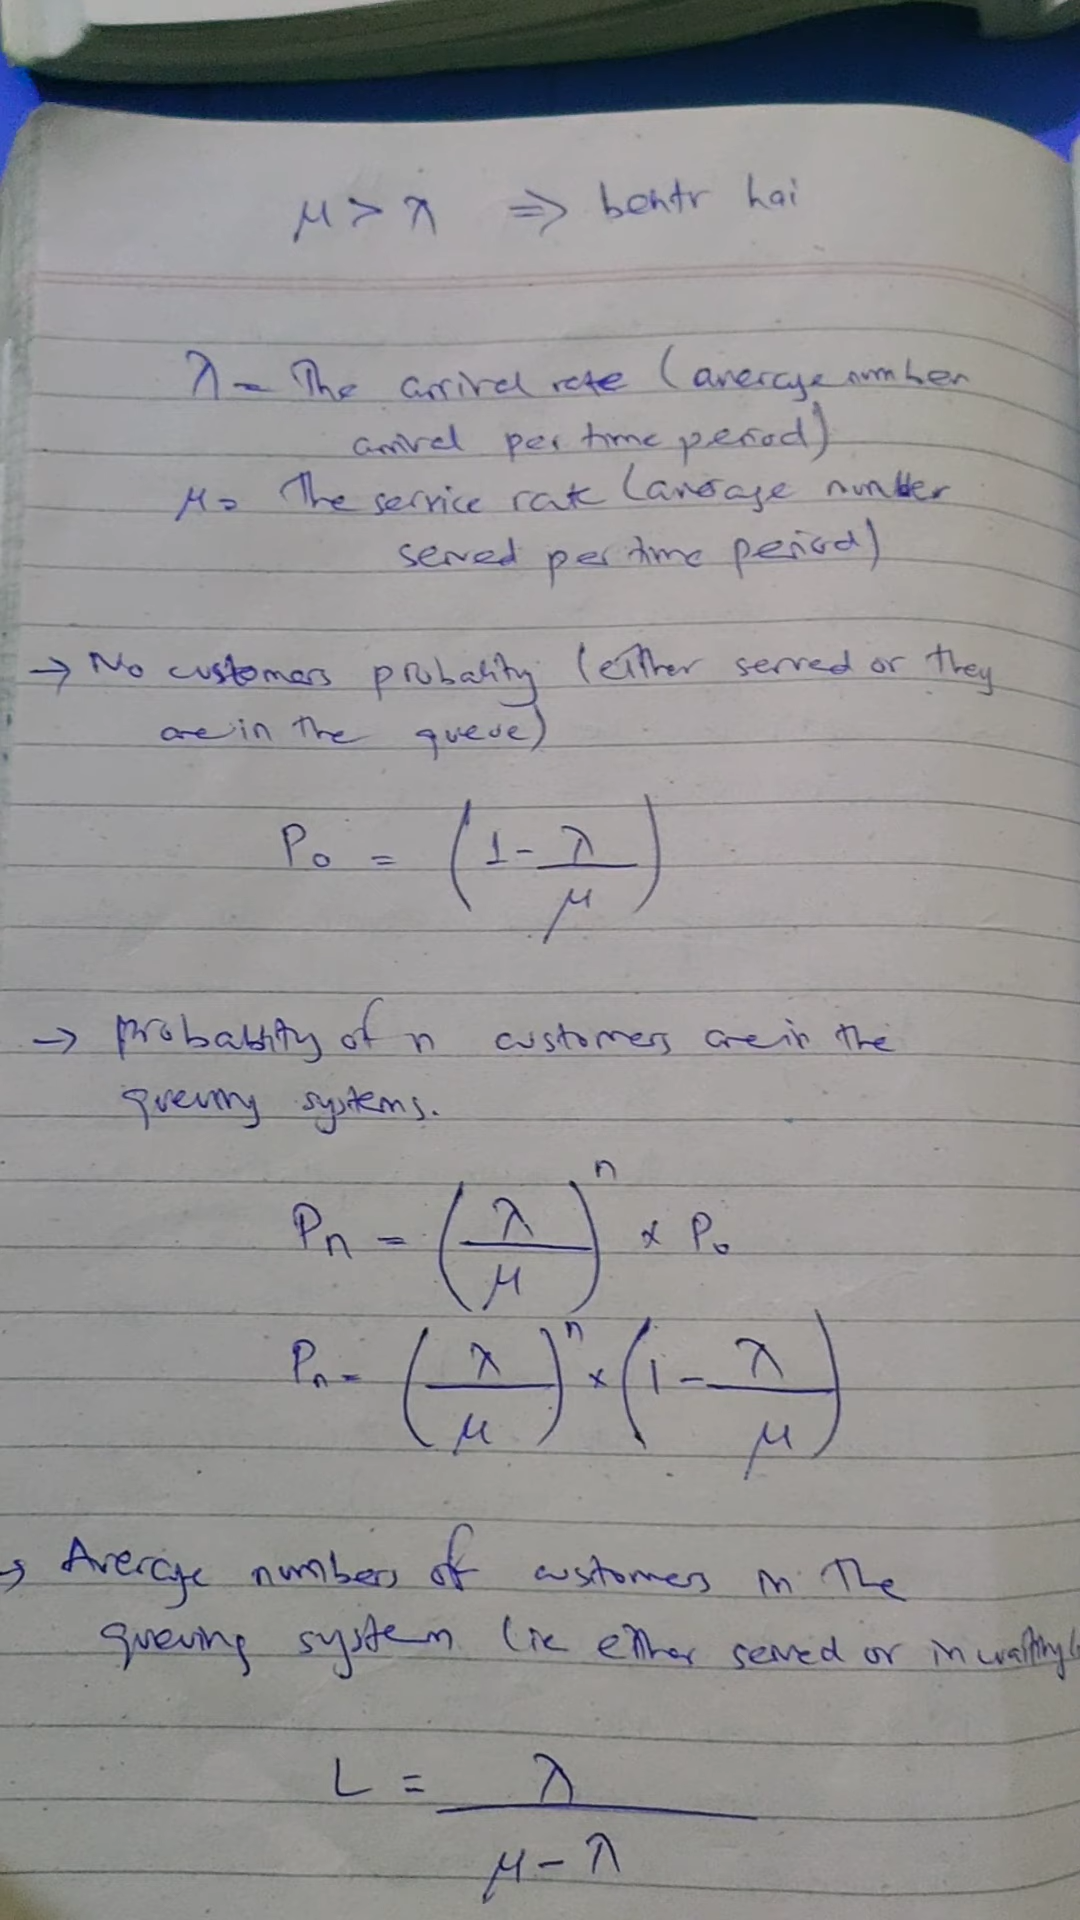 μ > λ ⇒ behtr hai
λ = The arrival rate (average number
arrival per time period)
μ = The service rate (average number
served per time period)
→ No customers probality (either served or they
are in the queue)
P₀ = (1 - λ/μ)
→ probability of n customers are in the
queuing systems.
Pn = (λ/μ)ⁿ × P₀
Pn = (λ/μ)ⁿ × (1 - λ/μ)
→ Average numbers of customers in the
queuing system (ie either served or in waiting
L = λ/(μ - λ)